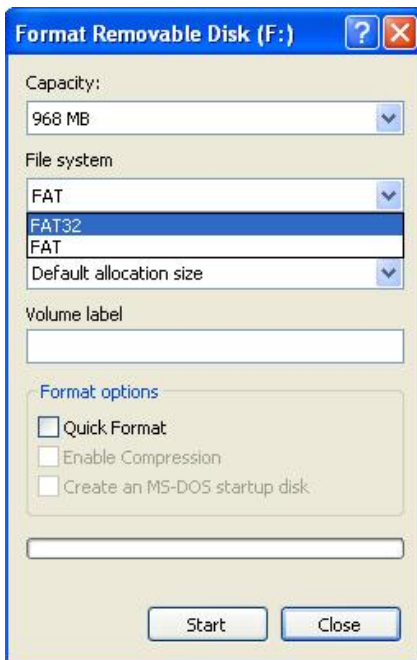 Format Removable Disk (F:)
Capacity:
968 MB
File system
FAT
FAT32
FAT
Default allocation size
Volume label
Format options
Quick Format
Enable Compression
Create an MS-DOS startup disk
Start Close